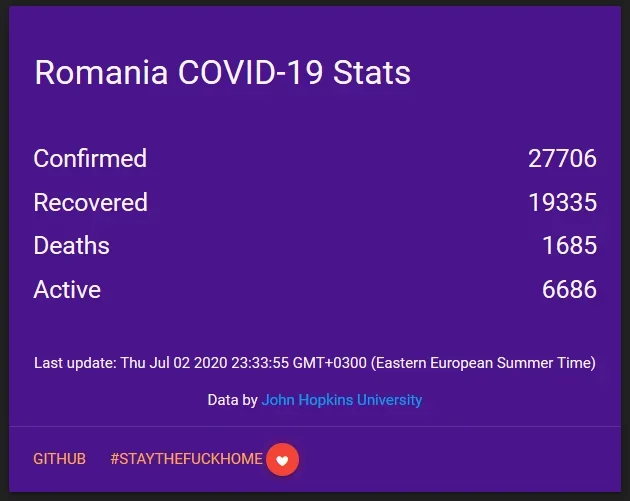 Romania COVID-19 Stats
Confirmed 27706
Recovered 19335
Deaths 1685
Active 6686
Last update: Thu Jul 02 2020 23:33:55 GMT+0300 (Eastern European Summer Time)
Data by John Hopkins University
GITHUB #STAYTHEFUCKHOME